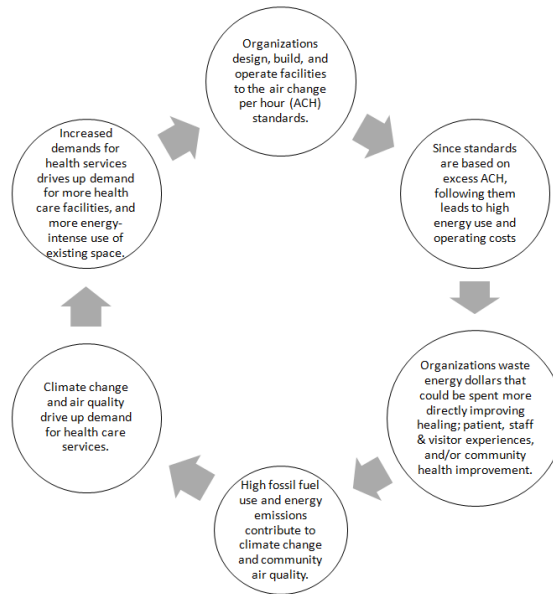 Organizations
design, build, and
operate facilities
to the air change
per hour (ACH)
standards.
Since standards
are based on
excess ACH,
following them
leads to high
energy use and
operating costs
Organizations waste
energy dollars that
could be spent more
directly improving
healing; patient, staff
& visitor experiences,
and/or community
health improvement.
High fossil fuel
use and energy
emissions
contribute to
climate change
and community
air quality.
Climate change
and air quality
drive up demand
for health care
services.
Increased
demands for
health services
drives up demand
for more health
care facilities, and
more energy-
intense use of
existing space.